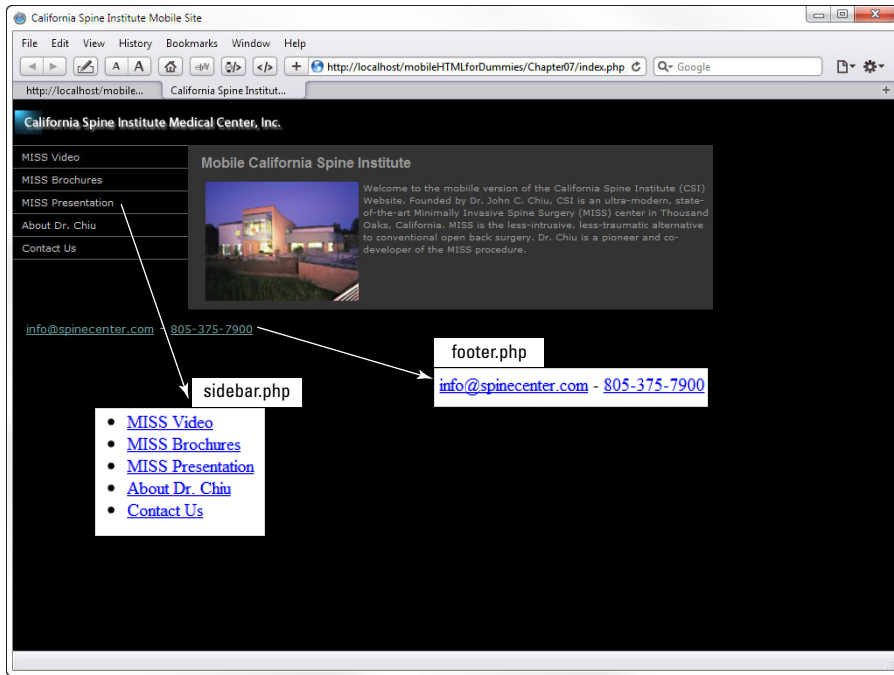 California Spine Institute Mobile Site
File Edit View History Bookmarks Window Help
A A + http://localhost/mobileHTMLforDummies/Chapter07/index.php Google
http://localhost/mobile... California Spine Institut... +
California Spine Institute Medical Center, Inc.
MISS Video
MISS Brochures
MISS Presentation
About Dr. Chiu
Contact Us
Mobile California Spine Institute
Welcome to the mobiile version of the California Spine Institute (CSI)
Website. Founded by Dr. John C. Chiu, CSI is an ultra-modern, state-
of-the-art Minimally Invasive Spine Surgery (MISS) center in Thousand
Oaks, California. MISS is the less-intrusive, less-traumatic alternative
to conventional open back surgery. Dr. Chiu is a pioneer and co-
developer of the MISS procedure.
info@spinecenter.com - 805-375-7900
footer.php
info@spinecenter.com - 805-375-7900
sidebar.php
MISS Video
MISS Brochures
MISS Presentation
About Dr. Chiu
Contact Us